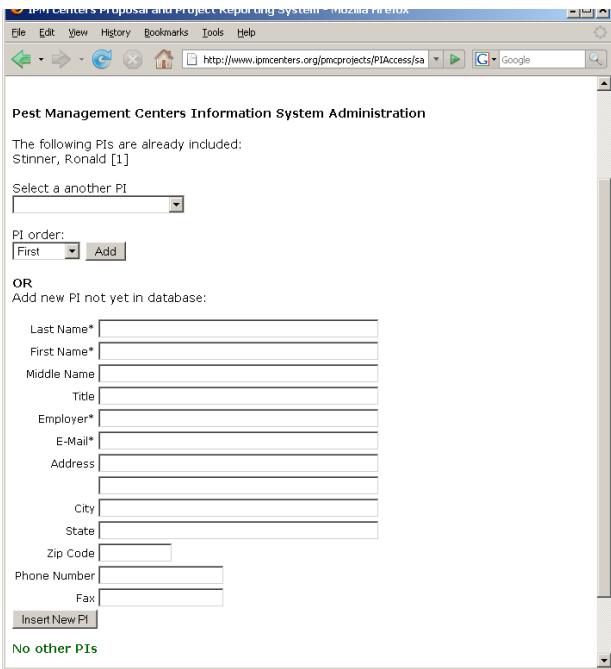 IPM Centers Proposal and Project Reporting System - Mozilla Firefox
File Edit View History Bookmarks Tools Help
http://www.ipmcenters.org/pmcprojects/PIAccess/sa G Google
Pest Management Centers Information System Administration
The following PIs are already included:
Stinner, Ronald [1]
Select a another PI
PI order:
First Add
OR
Add new PI not yet in database:
Last Name*
First Name*
Middle Name
Title
Employer*
E-Mail*
Address
City
State
Zip Code
Phone Number
Fax
Insert New PI
No other PIs